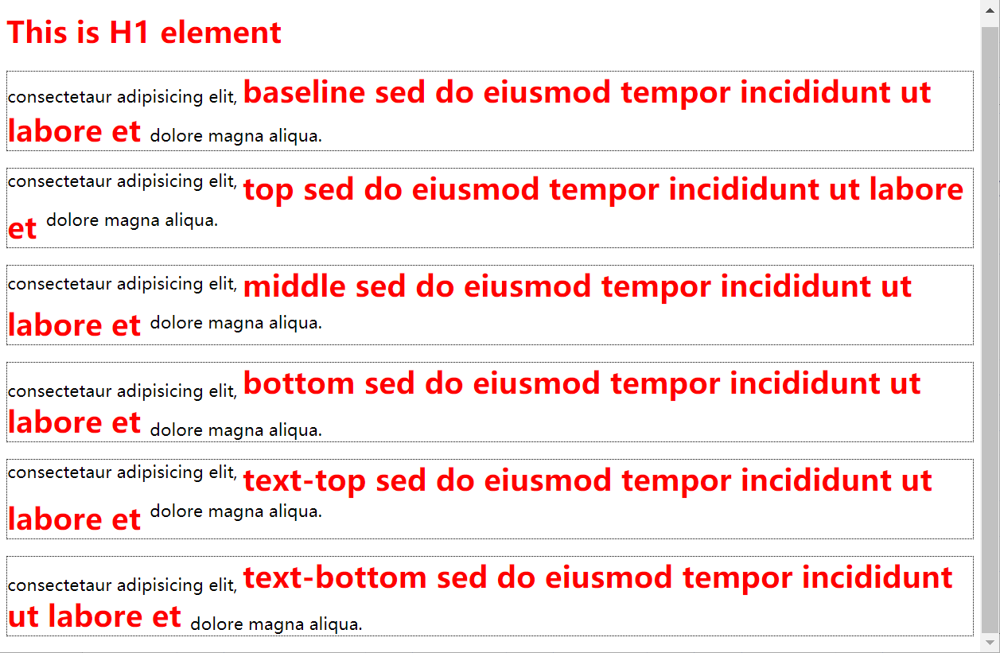 This is H1 element
consectetaur adipisicing elit, baseline sed do eiusmod tempor incididunt ut
labore et dolore magna aliqua.
consectetaur adipisicing elit, top sed do eiusmod tempor incididunt ut labore
et dolore magna aliqua.
consectetaur adipisicing elit, middle sed do eiusmod tempor incididunt ut
labore et dolore magna aliqua.
consectetaur adipisicing elit, bottom sed do eiusmod tempor incididunt ut
labore et dolore magna aliqua.
consectetaur adipisicing elit, text-top sed do eiusmod tempor incididunt ut
labore et dolore magna aliqua.
consectetaur adipisicing elit, text-bottom sed do eiusmod tempor incididunt
ut labore et dolore magna aliqua.